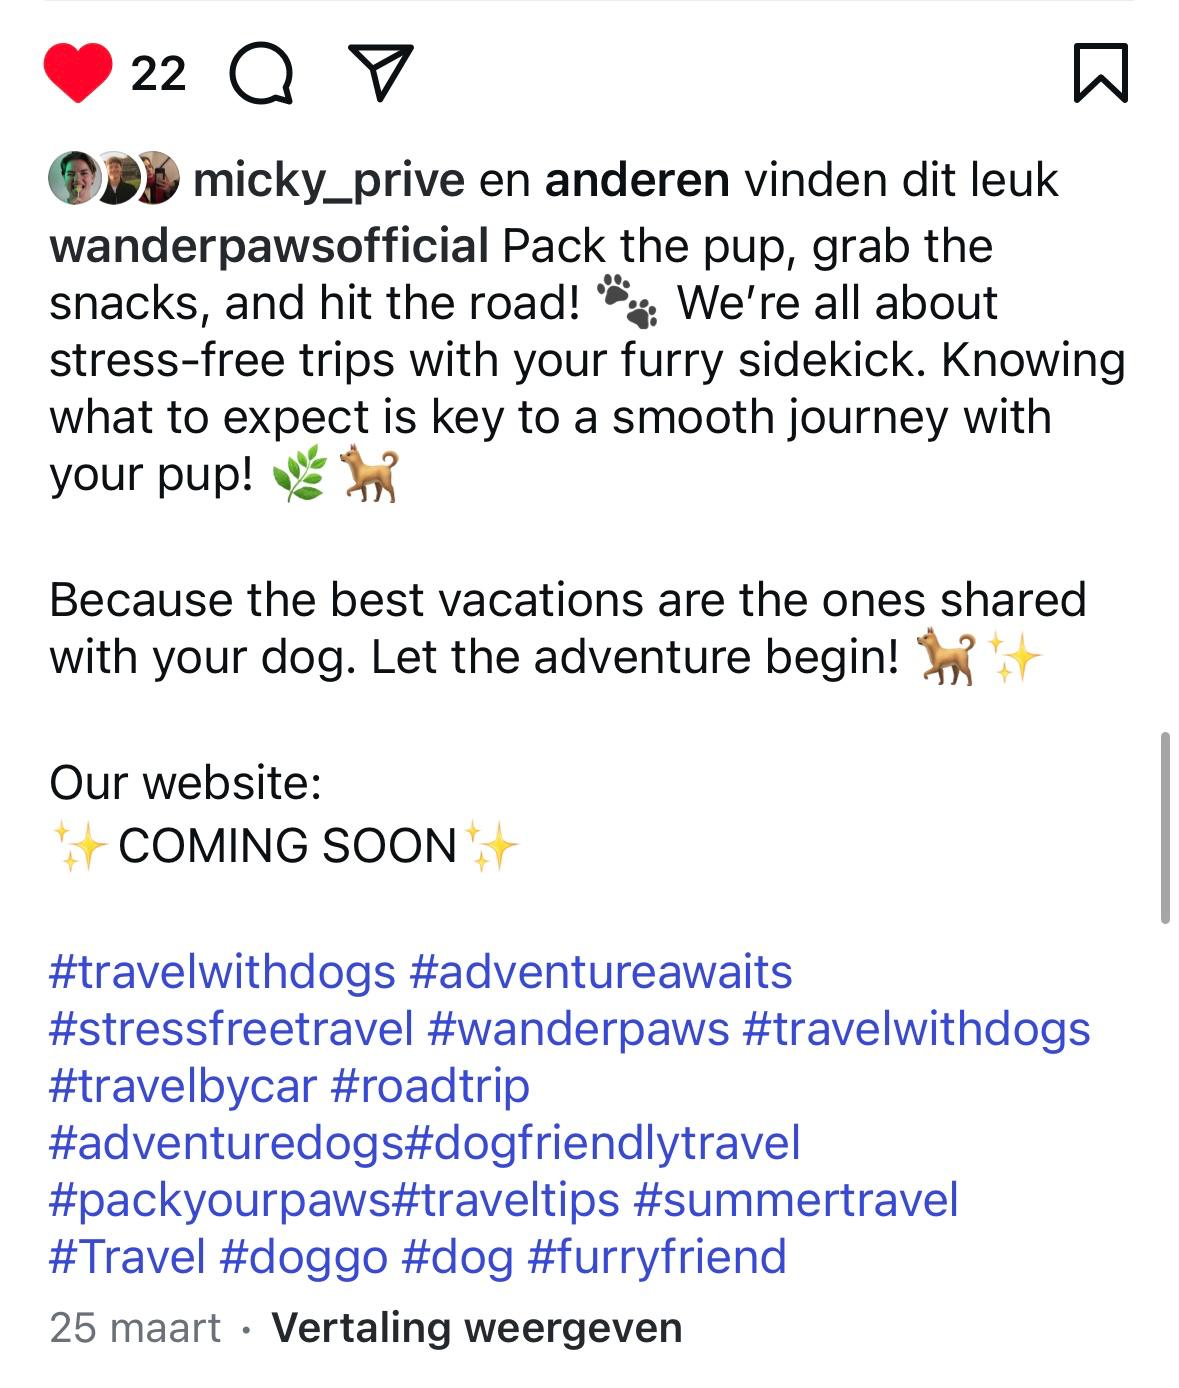 22
micky_prive en anderen vinden dit leuk
wanderpawsofficial Pack the pup, grab the
snacks, and hit the road! 🐾 We’re all about
stress-free trips with your furry sidekick. Knowing
what to expect is key to a smooth journey with
your pup! 🌿🐕
Because the best vacations are the ones shared
with your dog. Let the adventure begin! 🐕✨
Our website:
✨COMING SOON✨
#travelwithdogs #adventureawaits
#stressfreetravel #wanderpaws #travelwithdogs
#travelbycar #roadtrip
#adventuredogs#dogfriendlytravel
#packyourpaws#traveltips #summertravel
#Travel #doggo #dog #furryfriend
25 maart · Vertaling weergeven